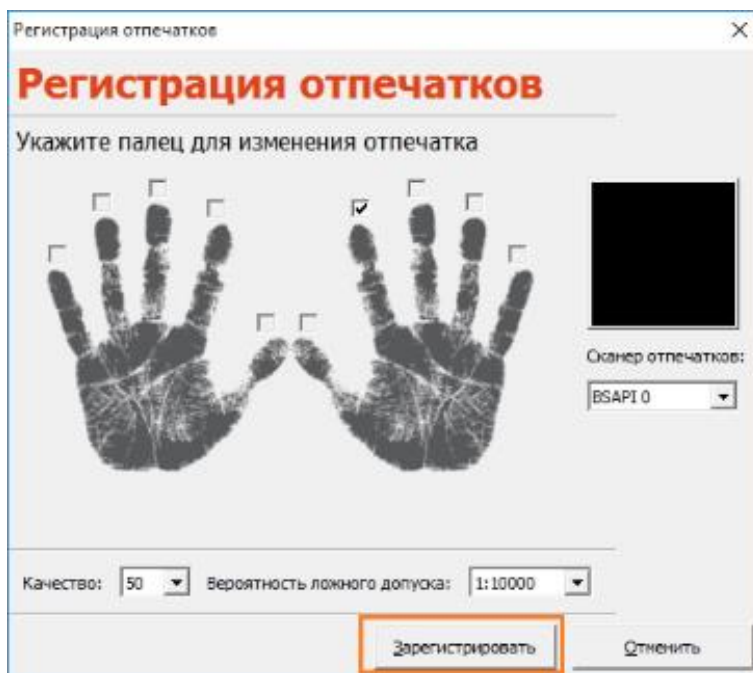 Регистрация отпечатков
Регистрация отпечатков
Укажите палец для изменения отпечатка
Сканер отпечатков:
BSAPI 0
Качество: 50 Вероятность ложного допуска: 1:10000
Зарегистрировать Отменить